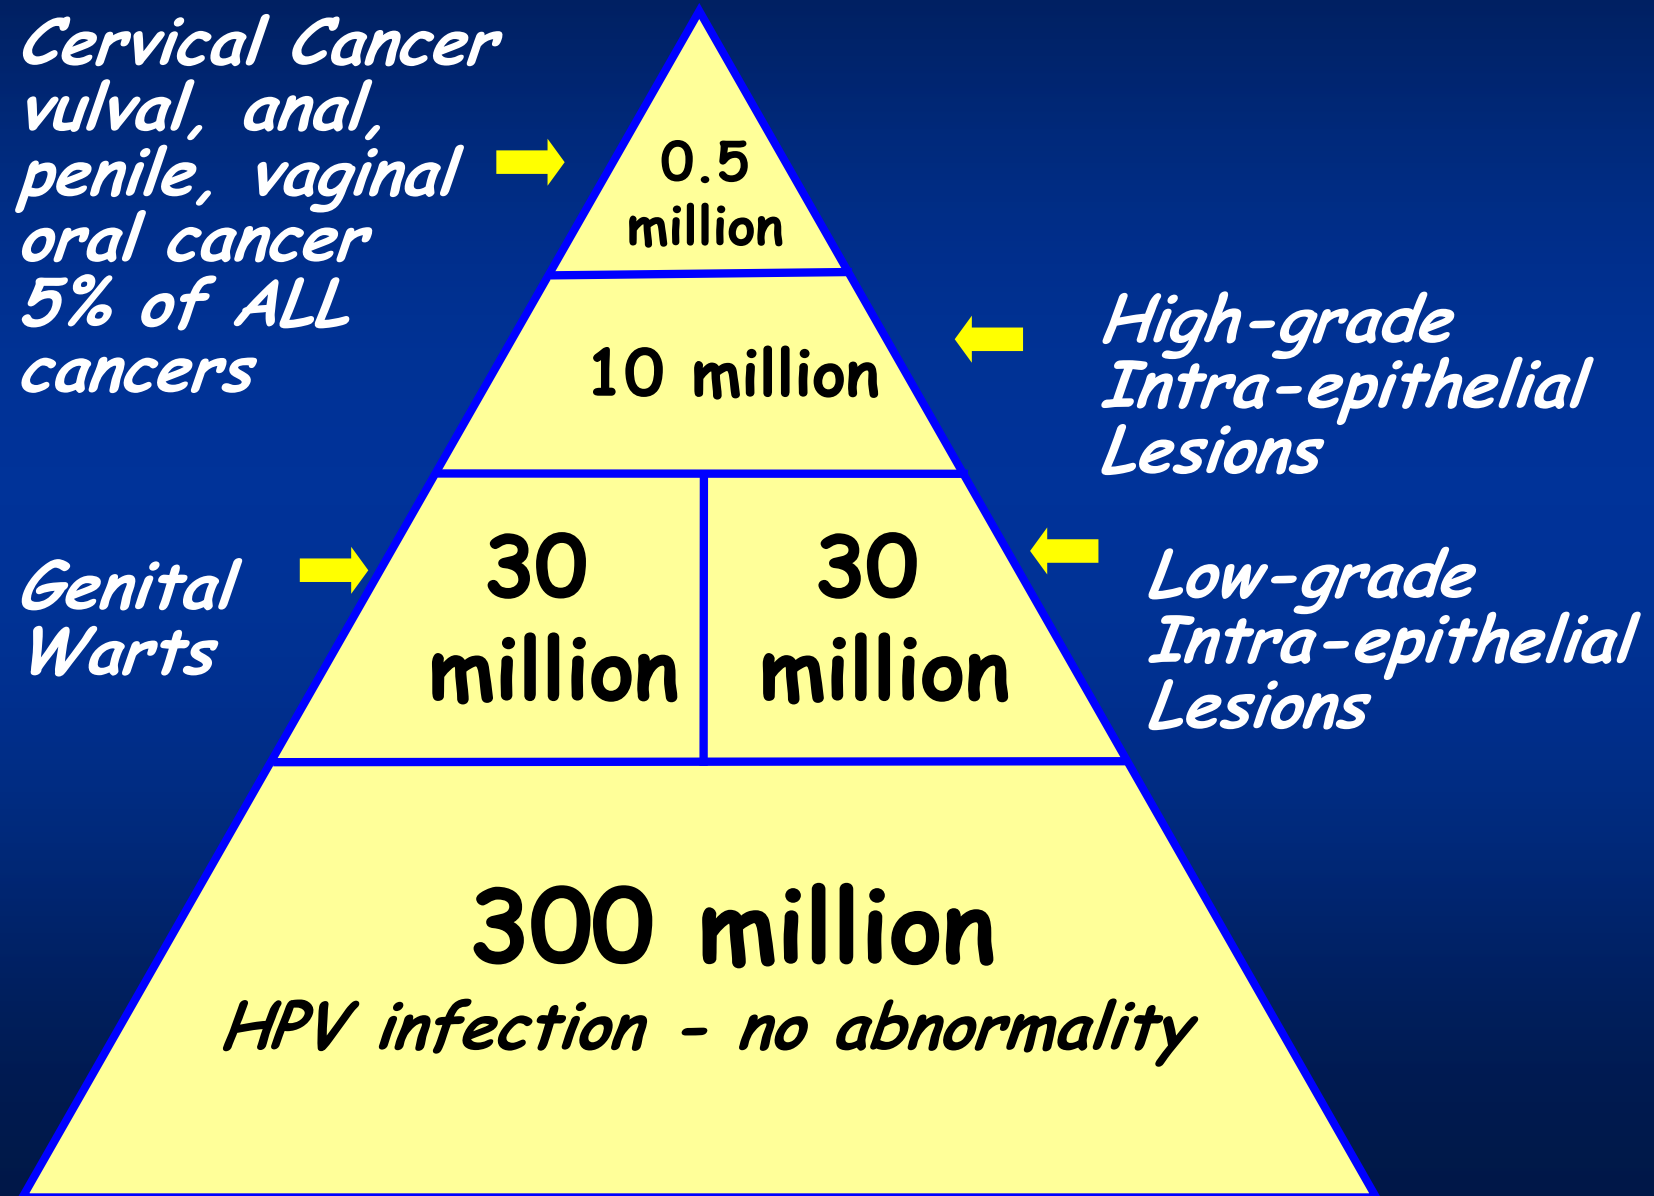 Cervical Cancer
vulval, anal,
penile, vaginal
oral cancer
5% of ALL
cancers
0.5
million
10 million
High-grade
Intra-epithelial
Lesions
Genital
Warts
30
million
30
million
Low-grade
Intra-epithelial
Lesions
300 million
HPV infection - no abnormality